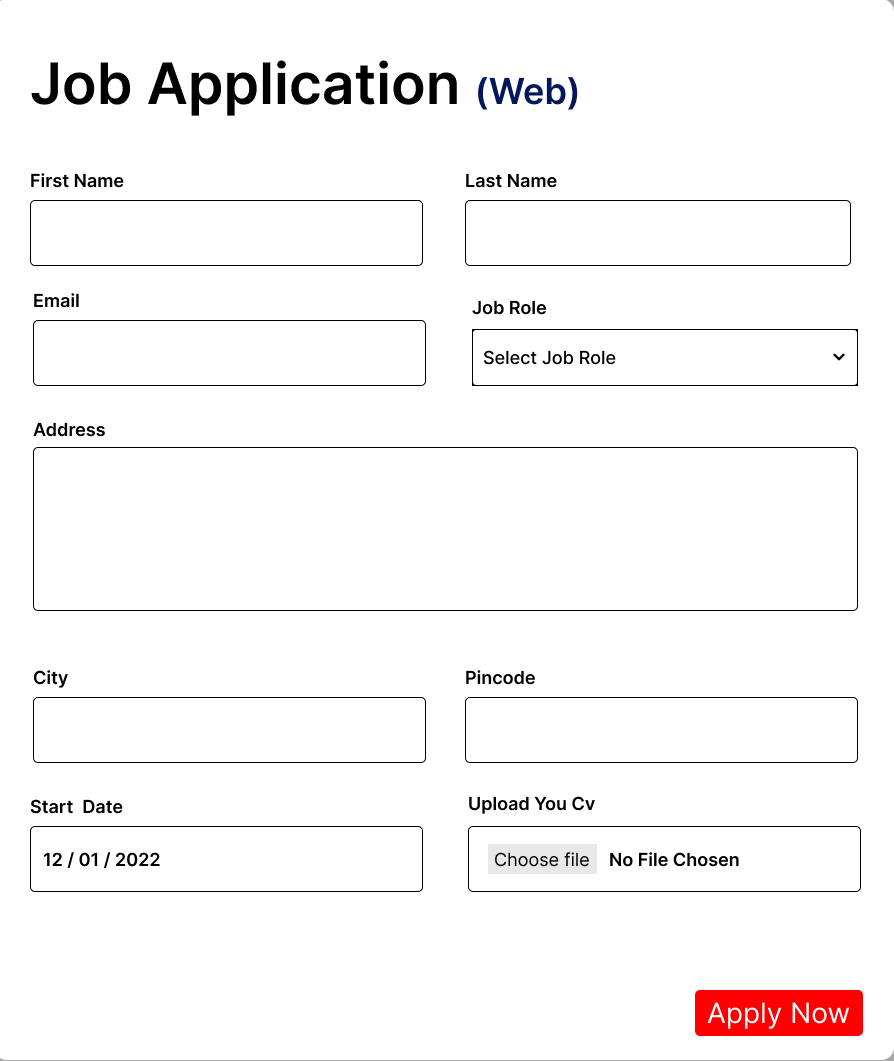 Job Application (Web)
First Name
Last Name
Email
Job Role
Select Job Role
Address
City
Pincode
Start  Date
Upload You Cv
12 / 01 / 2022
Choose file
No File Chosen
Apply Now